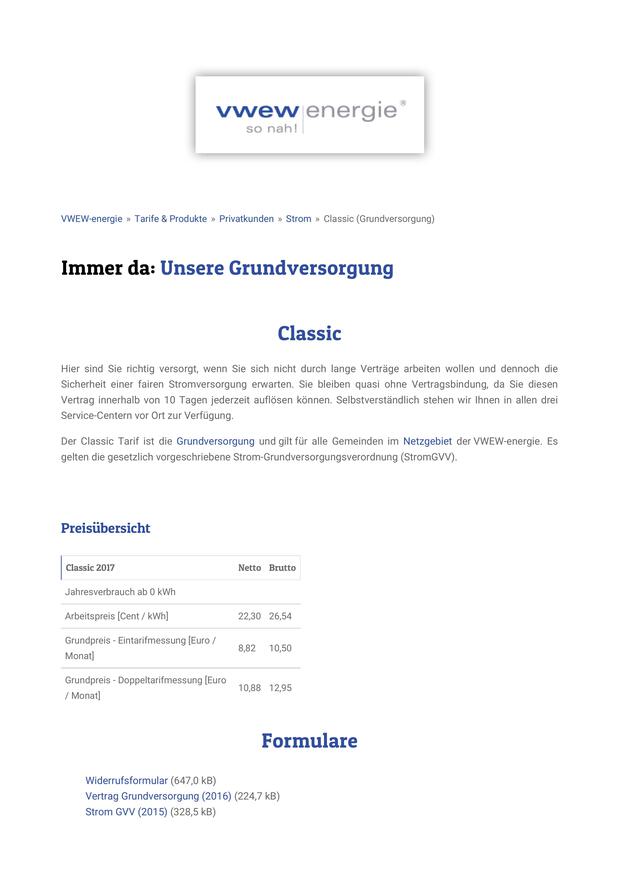 vwew energie®
so nah!
VWEW-energie » Tarife & Produkte » Privatkunden » Strom » Classic (Grundversorgung)
Immer da: Unsere Grundversorgung
Classic
Hier sind Sie richtig versorgt, wenn Sie sich nicht durch lange Verträge arbeiten wollen und dennoch die
Sicherheit einer fairen Stromversorgung erwarten. Sie bleiben quasi ohne Vertragsbindung, da Sie diesen
Vertrag innerhalb von 10 Tagen jederzeit auflösen können. Selbstverständlich stehen wir Ihnen in allen drei
Service-Centern vor Ort zur Verfügung.
Der Classic Tarif ist die Grundversorgung und gilt für alle Gemeinden im Netzgebiet der VWEW-energie. Es
gelten die gesetzlich vorgeschriebene Strom-Grundversorgungsverordnung (StromGVV).
Preisübersicht
Classic 2017 Netto Brutto
Jahresverbrauch ab 0 kWh
Arbeitspreis [Cent / kWh] 22,30 26,54
Grundpreis - Eintarifmessung [Euro /
Monat] 8,82 10,50
Grundpreis - Doppeltarifmessung [Euro
/ Monat] 10,88 12,95
Formulare
Widerrufsformular (647,0 kB)
Vertrag Grundversorgung (2016) (224,7 kB)
Strom GVV (2015) (328,5 kB)